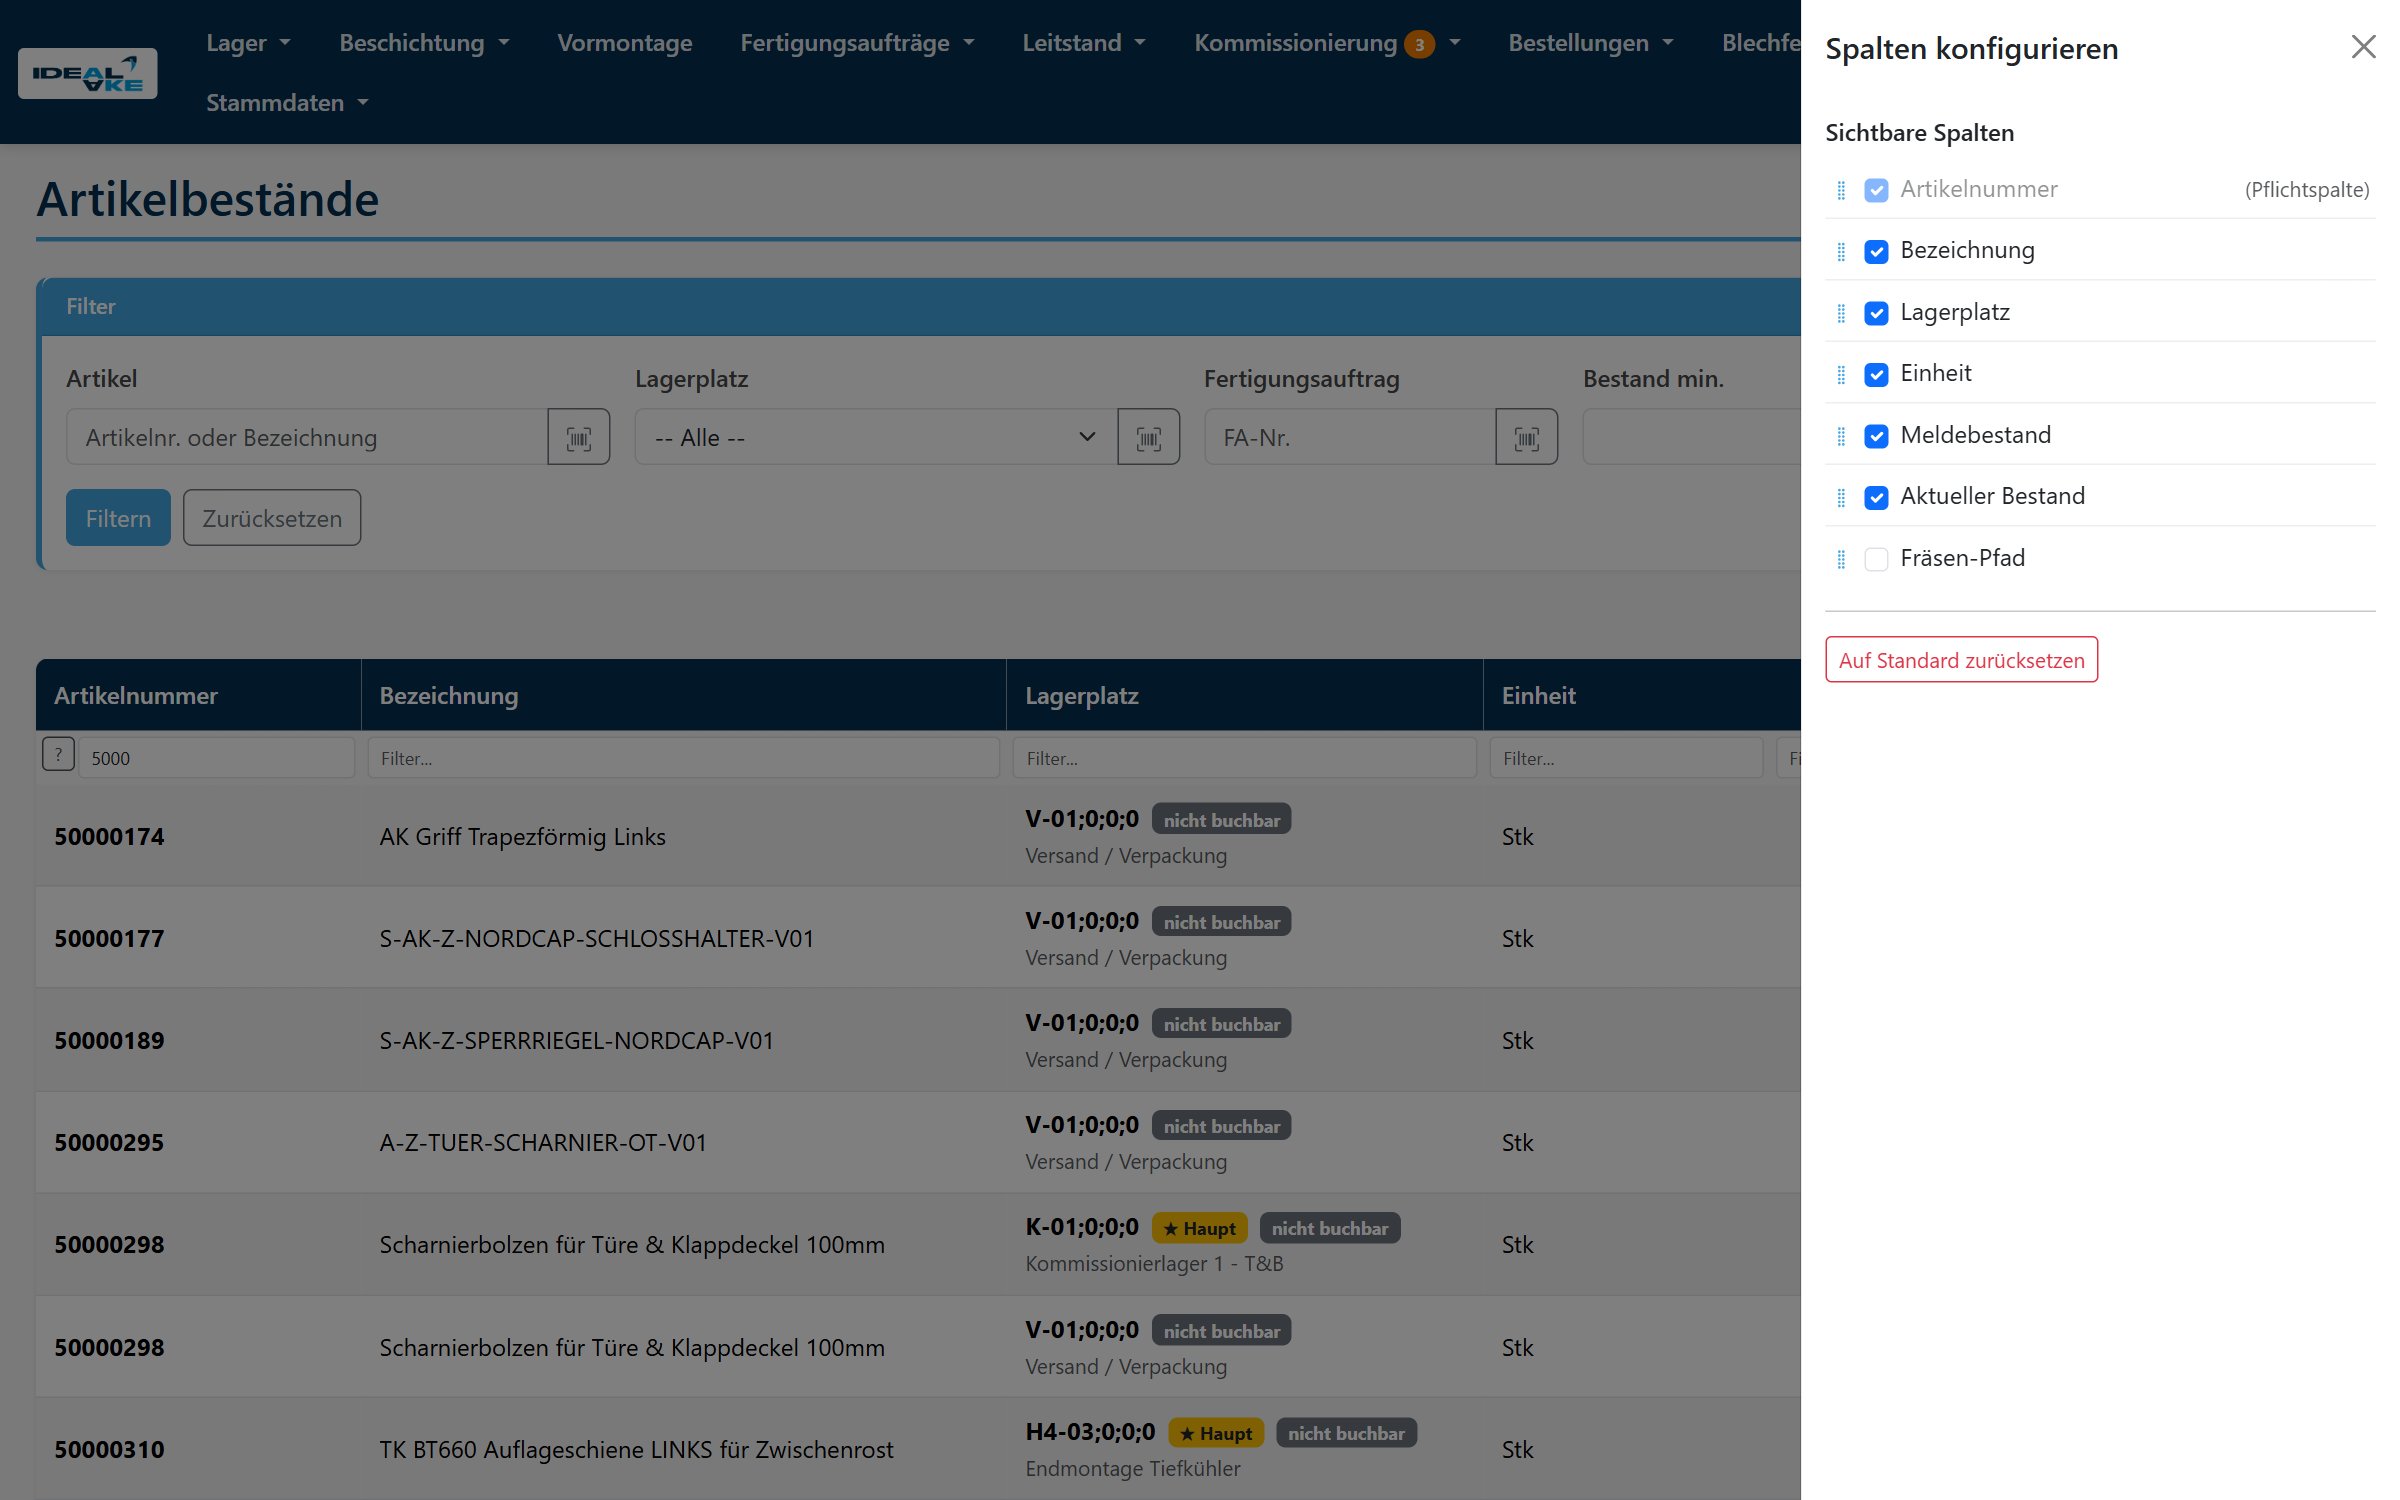 IDEAL AKE
Lager
Beschichtung
Vormontage
Fertigungsaufträge
Leitstand
Kommissionierung 3
Bestellungen
Blechfe
Stammdaten
Artikelbestände
Filter
Artikel
Lagerplatz
Fertigungsauftrag
Bestand min.
Artikelnr. oder Bezeichnung
-- Alle --
FA-Nr.
Filtern
Zurücksetzen
Artikelnummer
Bezeichnung
Lagerplatz
Einheit
?
5000
Filter...
Filter...
Filter...
Fi
50000174
AK Griff Trapezförmig Links
V-01;0;0;0 nicht buchbar
Versand / Verpackung
Stk
50000177
S-AK-Z-NORDCAP-SCHLOSSHALTER-V01
V-01;0;0;0 nicht buchbar
Versand / Verpackung
Stk
50000189
S-AK-Z-SPERRRIEGEL-NORDCAP-V01
V-01;0;0;0 nicht buchbar
Versand / Verpackung
Stk
50000295
A-Z-TUER-SCHARNIER-OT-V01
V-01;0;0;0 nicht buchbar
Versand / Verpackung
Stk
50000298
Scharnierbolzen für Türe & Klappdeckel 100mm
K-01;0;0;0 ★ Haupt nicht buchbar
Kommissionierlager 1 - T&B
Stk
50000298
Scharnierbolzen für Türe & Klappdeckel 100mm
V-01;0;0;0 nicht buchbar
Versand / Verpackung
Stk
50000310
TK BT660 Auflageschiene LINKS für Zwischenrost
H4-03;0;0;0 ★ Haupt nicht buchbar
Endmontage Tiefkühler
Stk
Spalten konfigurieren
Sichtbare Spalten
Artikelnummer (Pflichtspalte)
Bezeichnung
Lagerplatz
Einheit
Meldebestand
Aktueller Bestand
Fräsen-Pfad
Auf Standard zurücksetzen